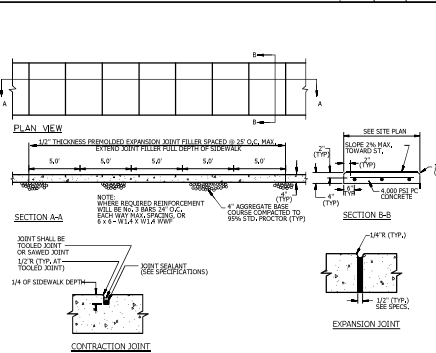 B
A
A
B
PLAN VIEW
1/2" THICKNESS PREMOLDED EXPANSION JOINT FILLER SPACED @ 25' O.C. MAX.
EXTEND JOINT FILLER FULL DEPTH OF SIDEWALK
5.0'
5.0'
5.0'
5.0'
5.0'
4"
(TYP)
NOTE:
WHERE REQUIRED REINFORCEMENT
WILL BE No. 3 BARS 24" O.C.
EACH WAY MAX. SPACING, OR
6 x 6 - W1.4 X W1.4 WWF
4" AGGREGATE BASE
COURSE COMPACTED TO
95% STD. PROCTOR (TYP)
SECTION A-A
SEE SITE PLAN
SLOPE 2% MAX.
TOWARD ST.
2"
(TYP)
2"
(TYP)
4"
(TYP)
6"
TYP
4,000 PSI PC
CONCRETE
SECTION B-B
JOINT SHALL BE
TOOLED JOINT
OR SAWED JOINT
1/2"R (TYP. AT
TOOLED JOINT)
1/4 OF SIDEWALK DEPTH
JOINT SEALANT
(SEE SPECIFICATIONS)
CONTRACTION JOINT
1/4"R (TYP.)
1/2" (TYP.)
SEE SPECS.
EXPANSION JOINT